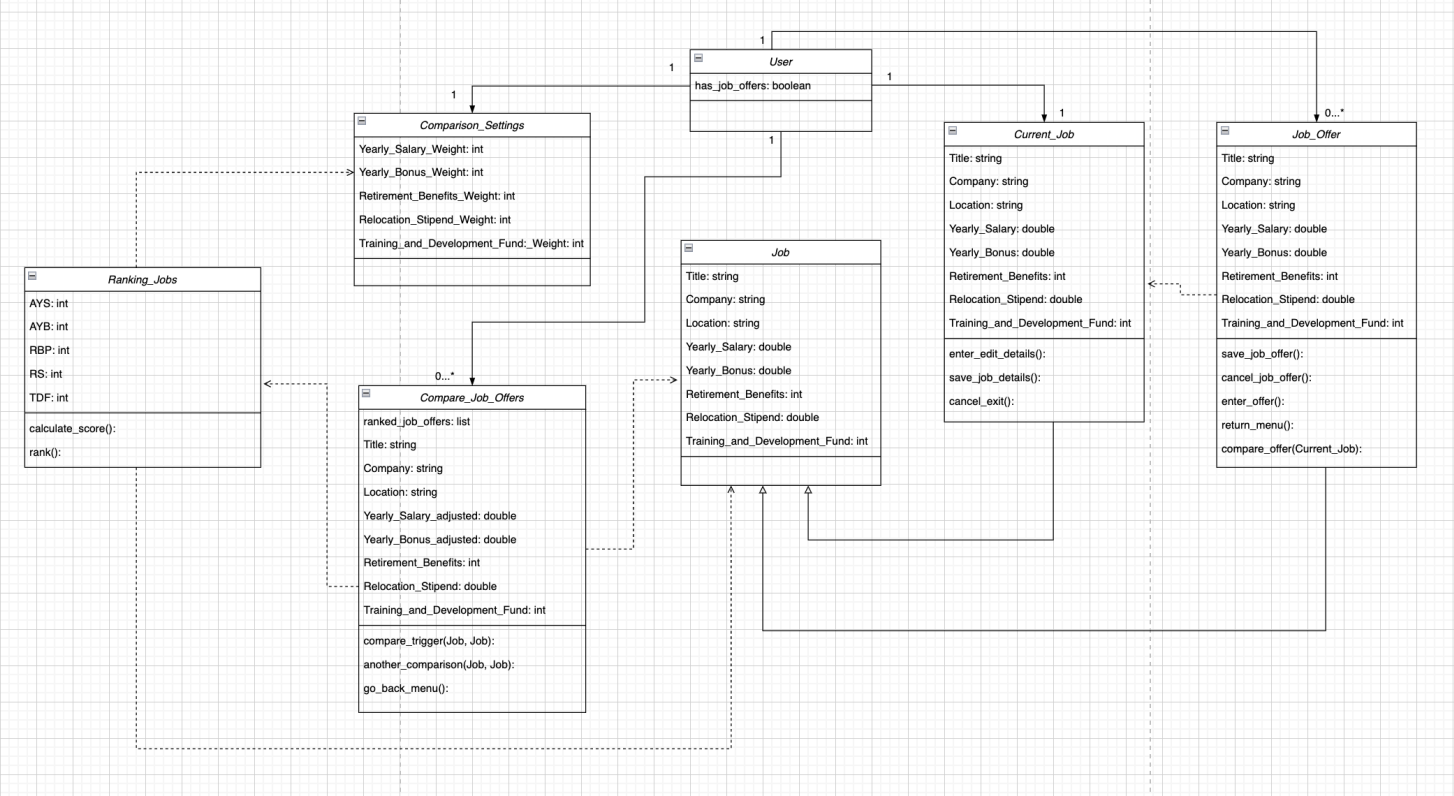 1
User
has_job_offers: boolean
1
1
1
1
1
0...*
Comparison_Settings
Yearly_Salary_Weight: int
Yearly_Bonus_Weight: int
Retirement_Benefits_Weight: int
Relocation_Stipend_Weight: int
Training_and_Development_Fund:_Weight: int
Current_Job
Title: string
Company: string
Location: string
Yearly_Salary: double
Yearly_Bonus: double
Retirement_Benefits: int
Relocation_Stipend: double
Training_and_Development_Fund: int
enter_edit_details():
save_job_details():
cancel_exit():
Job_Offer
Title: string
Company: string
Location: string
Yearly_Salary: double
Yearly_Bonus: double
Retirement_Benefits: int
Relocation_Stipend: double
Training_and_Development_Fund: int
save_job_offer():
cancel_job_offer():
enter_offer():
return_menu():
compare_offer(Current_Job):
Job
Title: string
Company: string
Location: string
Yearly_Salary: double
Yearly_Bonus: double
Retirement_Benefits: int
Relocation_Stipend: double
Training_and_Development_Fund: int
Ranking_Jobs
AYS: int
AYB: int
RBP: int
RS: int
TDF: int
calculate_score():
rank():
0...*
Compare_Job_Offers
ranked_job_offers: list
Title: string
Company: string
Location: string
Yearly_Salary_adjusted: double
Yearly_Bonus_adjusted: double
Retirement_Benefits: int
Relocation_Stipend: double
Training_and_Development_Fund: int
compare_trigger(Job, Job):
another_comparison(Job, Job):
go_back_menu():